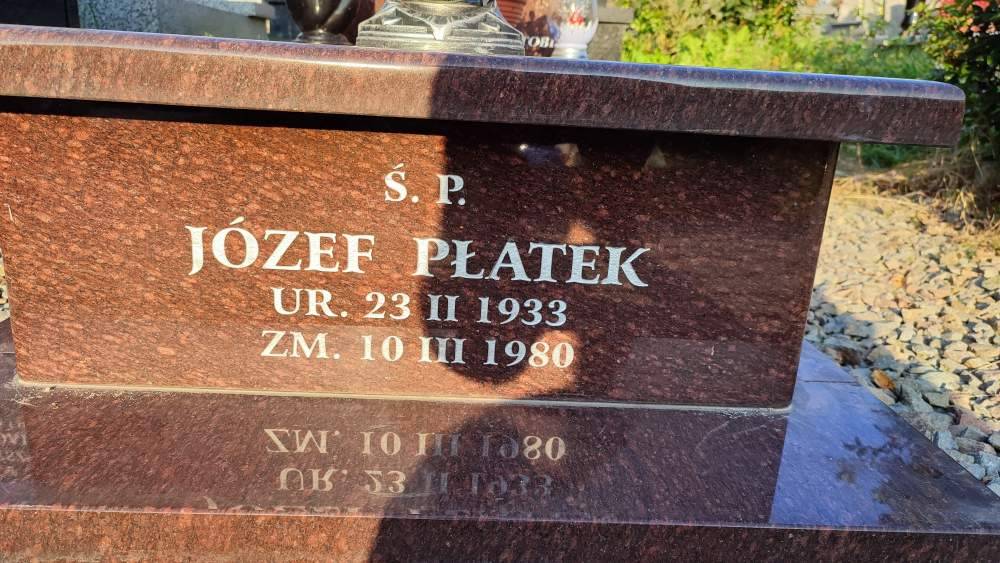 Ś. P.
JÓZEF PŁATEK
UR. 23 II 1933
ZM. 10 III 1980